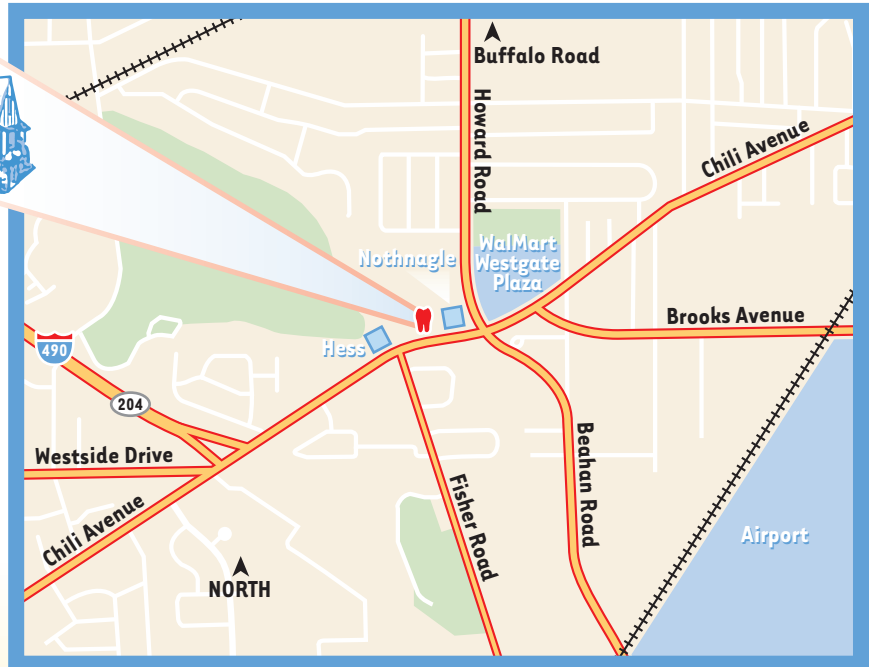 Buffalo Road
Howard Road
Chili Avenue
WalMart
Westgate
Plaza
Nothnagle
Brooks Avenue
Hess
490
204
Westside Drive
Beahan Road
Fisher Road
Chili Avenue
Airport
NORTH